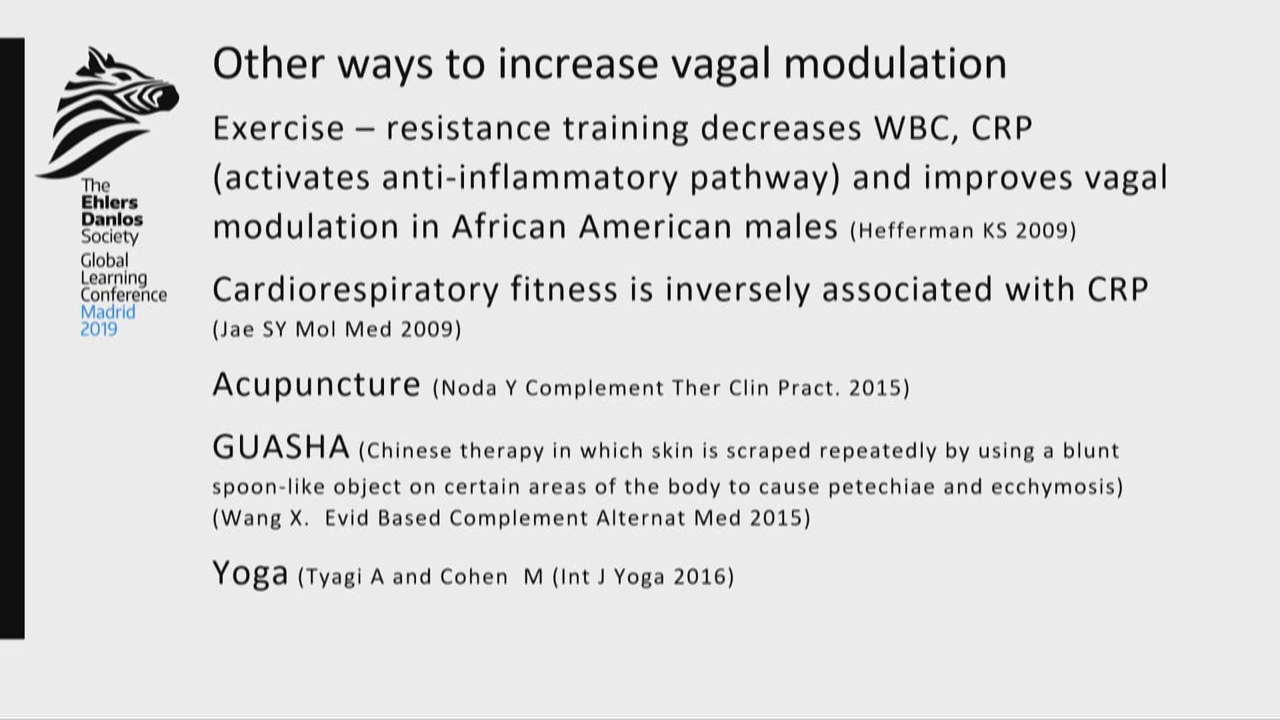 Other ways to increase vagal modulation
Exercise – resistance training decreases WBC, CRP
(activates anti-inflammatory pathway) and improves vagal
modulation in African American males (Hefferman KS 2009)
Cardiorespiratory fitness is inversely associated with CRP
(Jae SY Mol Med 2009)
Acupuncture (Noda Y Complement Ther Clin Pract. 2015)
GUASHA (Chinese therapy in which skin is scraped repeatedly by using a blunt
spoon-like object on certain areas of the body to cause petechiae and ecchymosis)
(Wang X.  Evid Based Complement Alternat Med 2015)
Yoga (Tyagi A and Cohen  M (Int J Yoga 2016)
The
Ehlers
Danlos
Society
Global
Learning
Conference
Madrid
2019